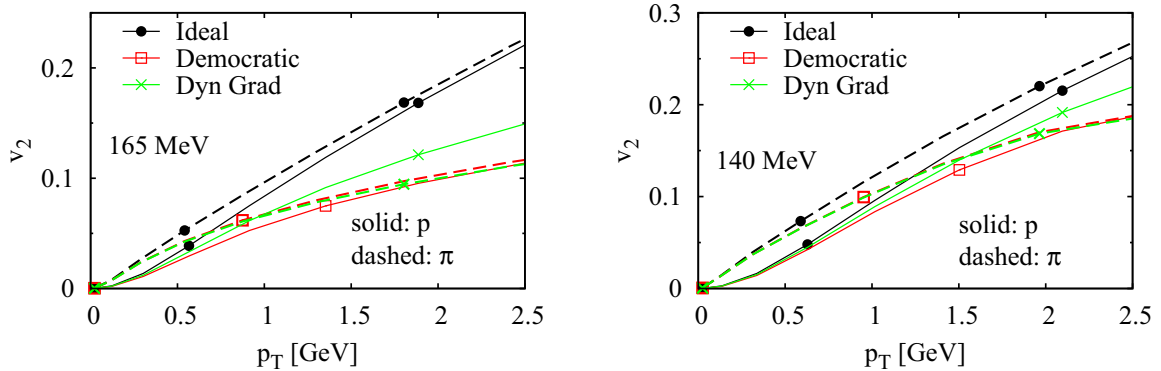 Ideal
Democratic
Dyn Grad
165 MeV
solid: p
dashed: π
v2
0.2
0.1
0
0 0.5 1 1.5 2 2.5
pT [GeV]
Ideal
Democratic
Dyn Grad
140 MeV
solid: p
dashed: π
v2
0.3
0.2
0.1
0
0 0.5 1 1.5 2 2.5
pT [GeV]